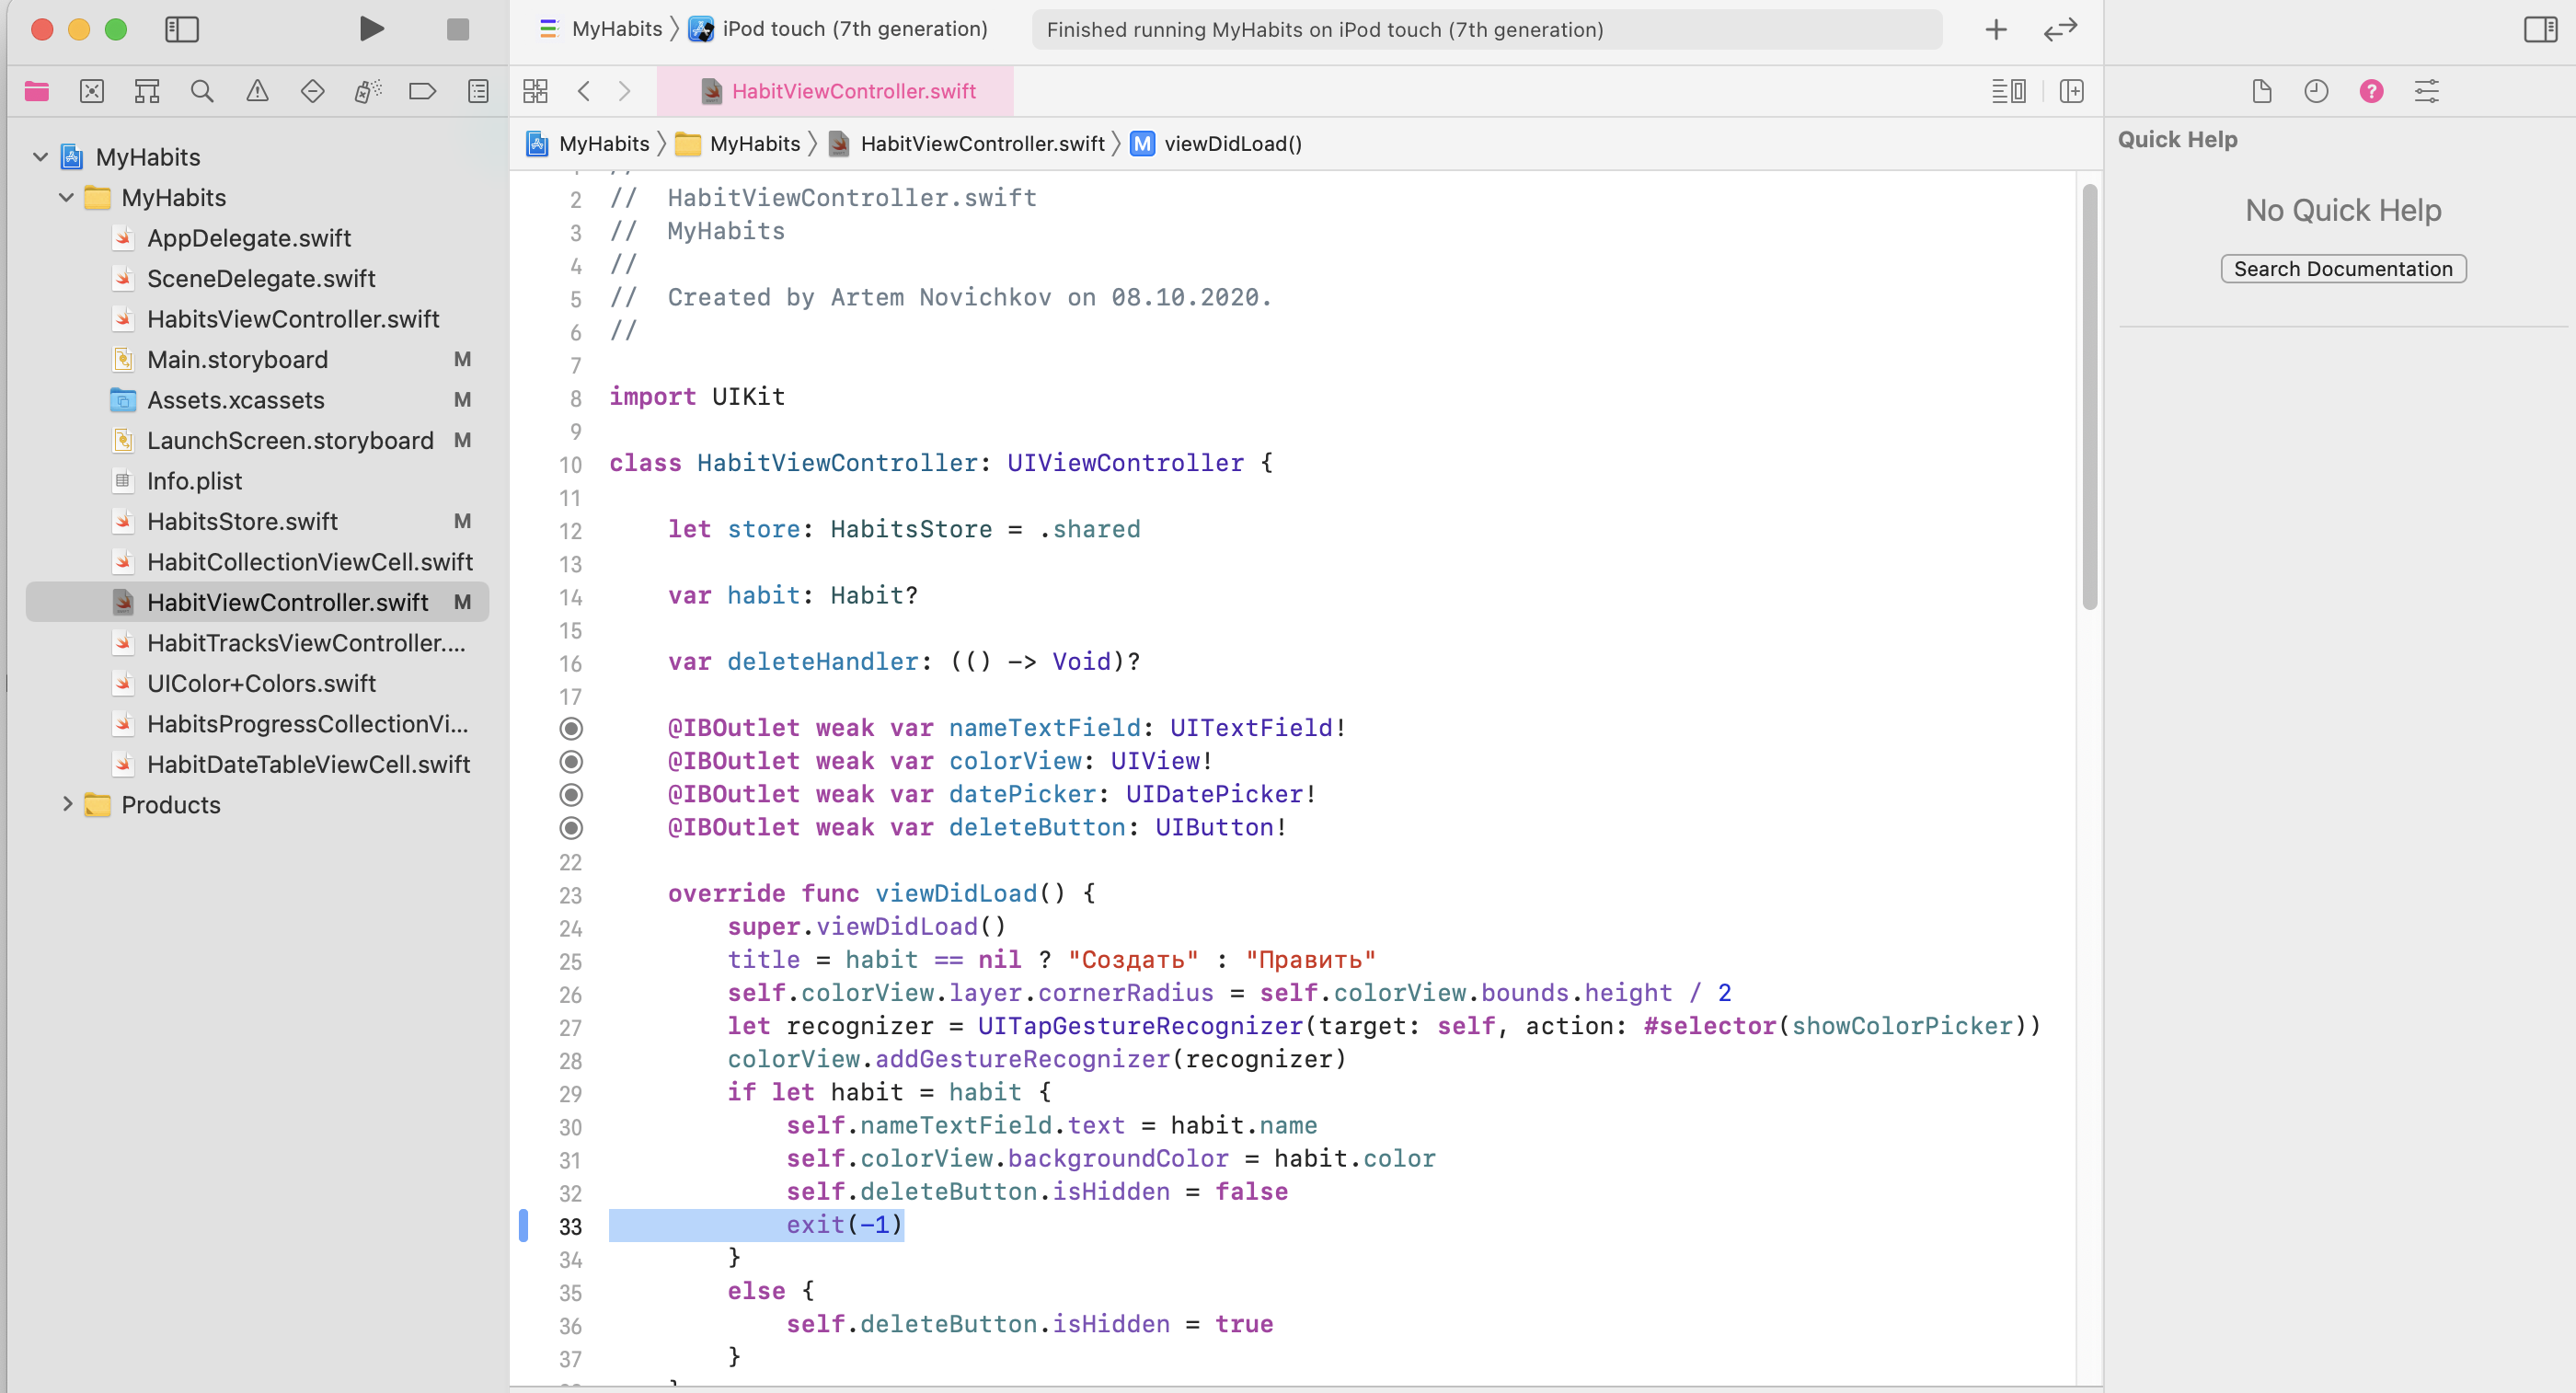 MyHabits
iPod touch (7th generation)
Finished running MyHabits on iPod touch (7th generation)
HabitViewController.swift
MyHabits
MyHabits
HabitViewController.swift
M
viewDidLoad()
MyHabits
MyHabits
AppDelegate.swift
SceneDelegate.swift
HabitsViewController.swift
Main.storyboard M
Assets.xcassets M
LaunchScreen.storyboard M
Info.plist
HabitsStore.swift M
HabitCollectionViewCell.swift
HabitViewController.swift M
HabitTracksViewController....
UIColor+Colors.swift
HabitsProgressCollectionVi...
HabitDateTableViewCell.swift
Products
2 //  HabitViewController.swift
3 //  MyHabits
4 //
5 //  Created by Artem Novichkov on 08.10.2020.
6 //
7
8 import UIKit
9
10 class HabitViewController: UIViewController {
11
12 let store: HabitsStore = .shared
13
14 var habit: Habit?
15
16 var deleteHandler: (() -> Void)?
17
@IBOutlet weak var nameTextField: UITextField!
@IBOutlet weak var colorView: UIView!
@IBOutlet weak var datePicker: UIDatePicker!
@IBOutlet weak var deleteButton: UIButton!
22
23 override func viewDidLoad() {
24 super.viewDidLoad()
25 title = habit == nil ? "Создать" : "Править"
26 self.colorView.layer.cornerRadius = self.colorView.bounds.height / 2
27 let recognizer = UITapGestureRecognizer(target: self, action: #selector(showColorPicker))
28 colorView.addGestureRecognizer(recognizer)
29 if let habit = habit {
30 self.nameTextField.text = habit.name
31 self.colorView.backgroundColor = habit.color
32 self.deleteButton.isHidden = false
33 exit(-1)
34 }
35 else {
36 self.deleteButton.isHidden = true
37 }
Quick Help
No Quick Help
Search Documentation